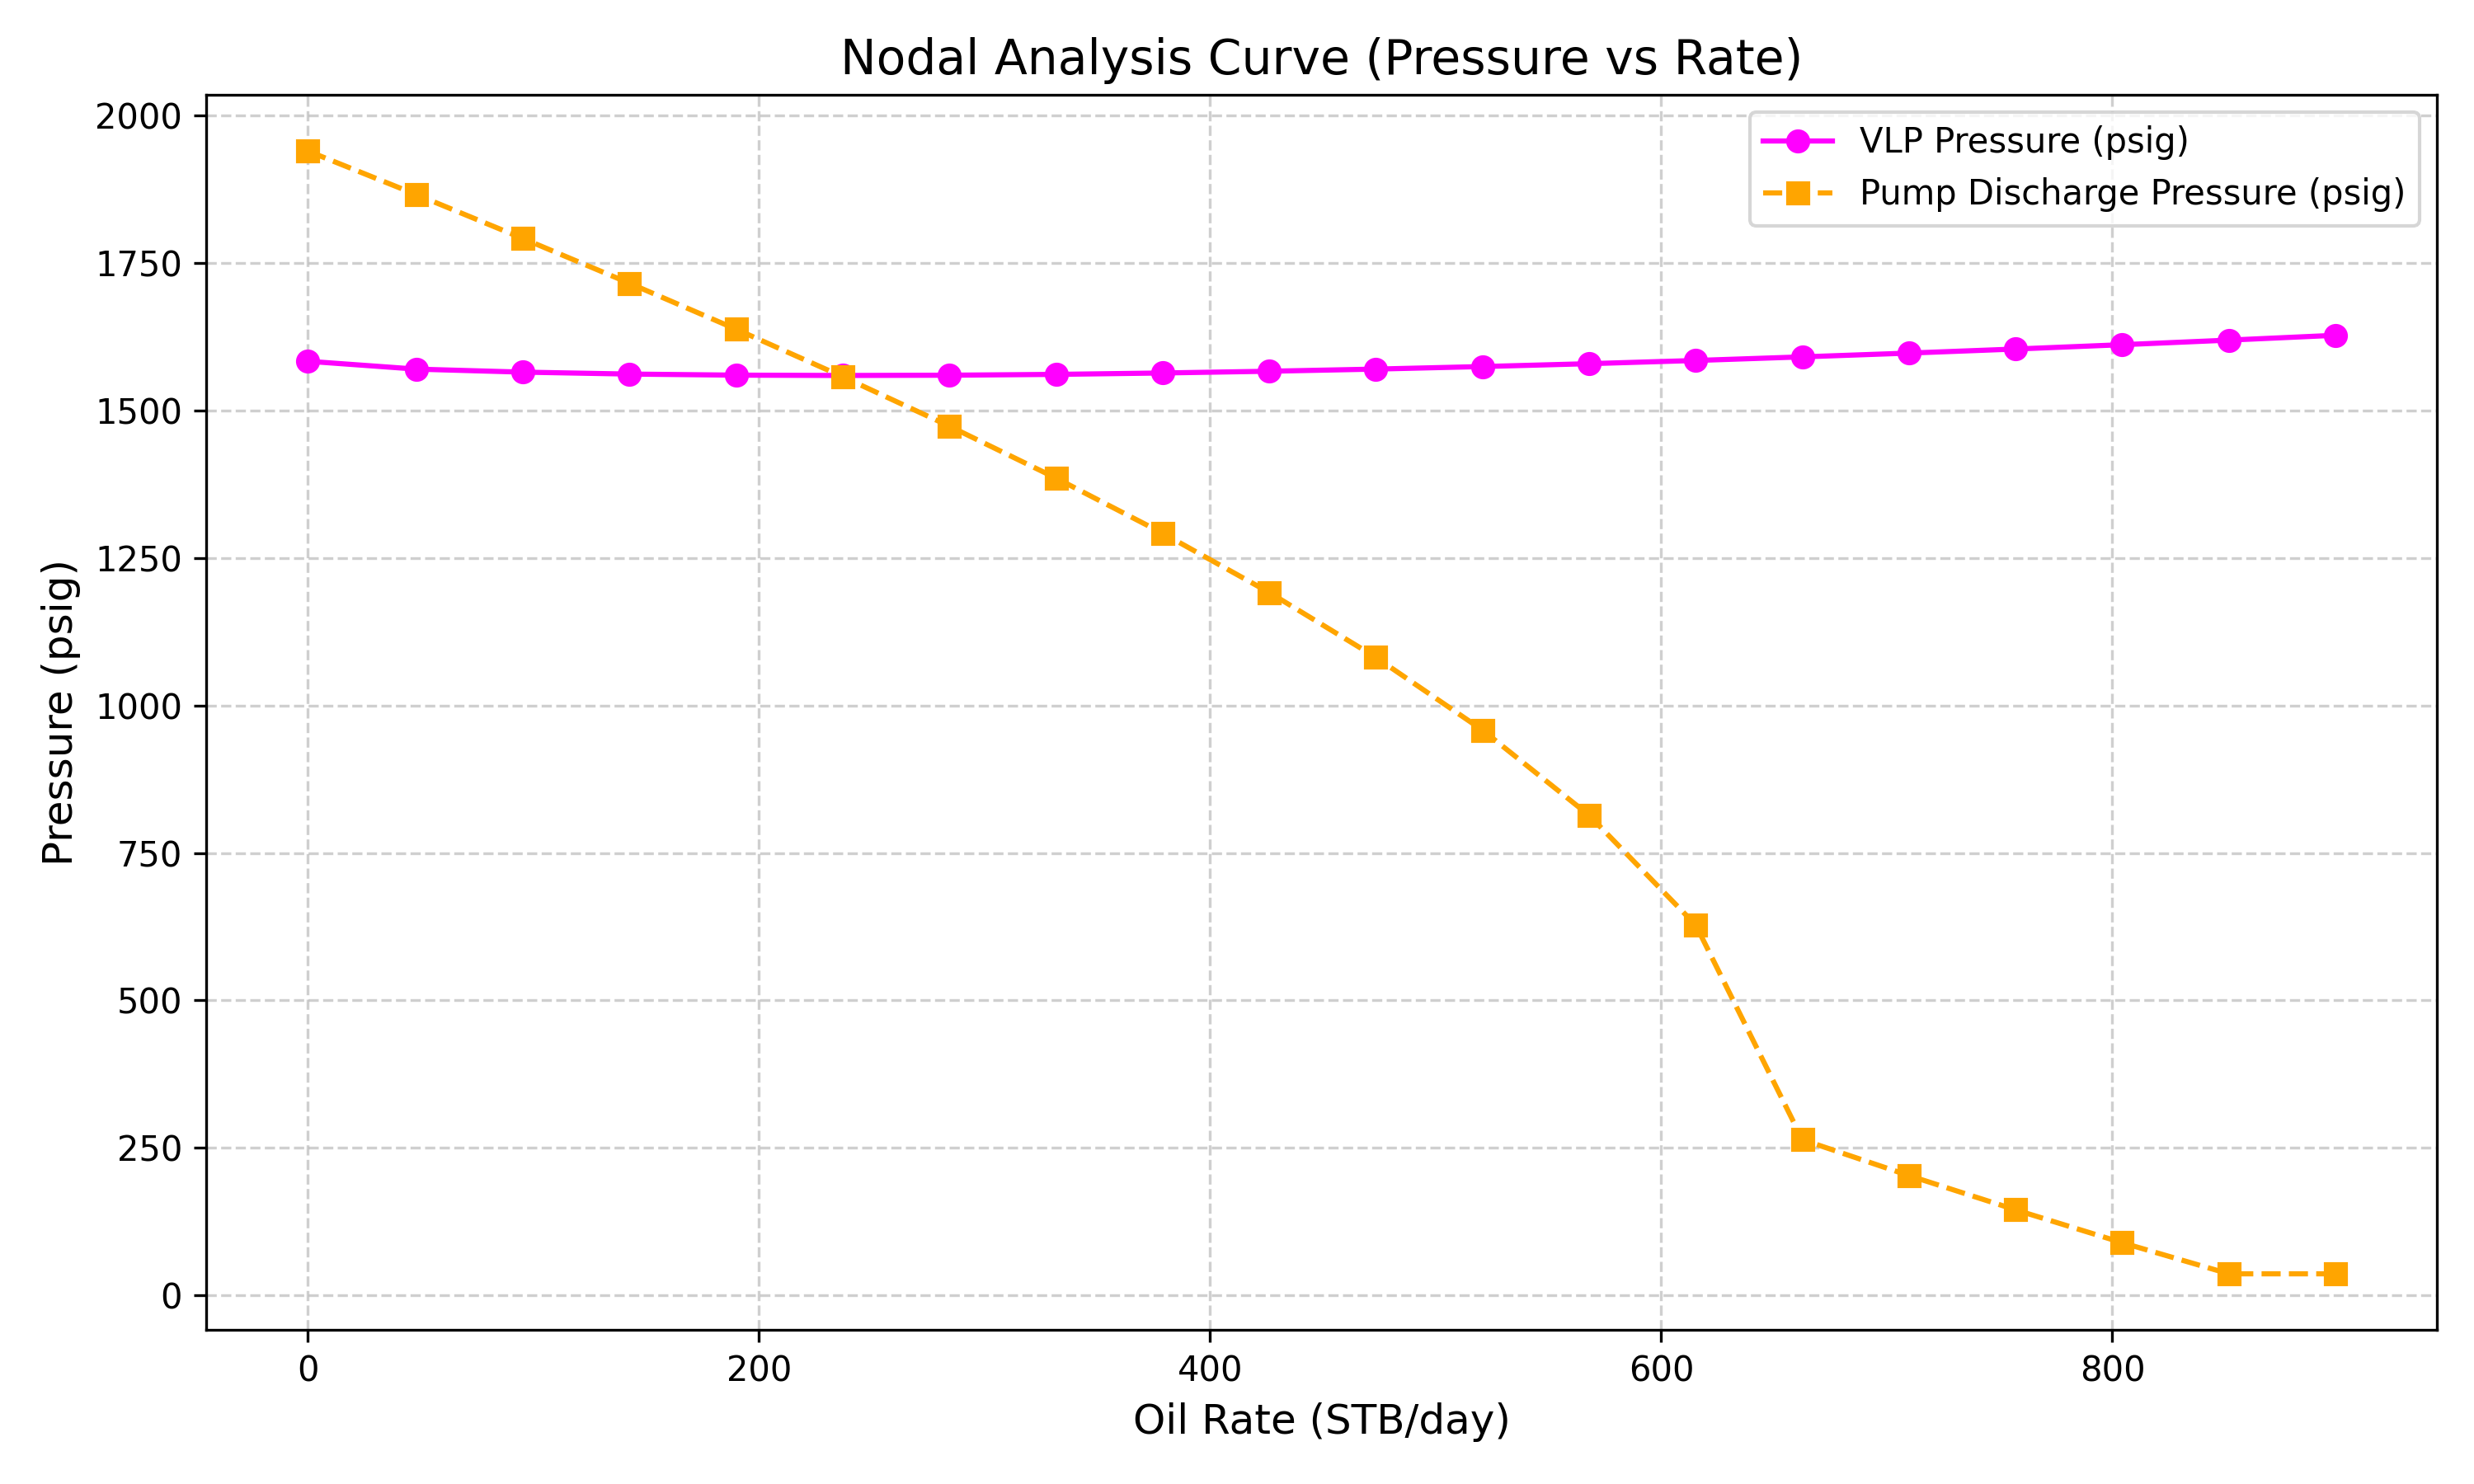 Nodal Analysis Curve (Pressure vs Rate)
VLP Pressure (psig)
Pump Discharge Pressure (psig)
2000
1750
1500
1250
1000
750
500
250
0
Pressure (psig)
0 200 400 600 800
Oil Rate (STB/day)